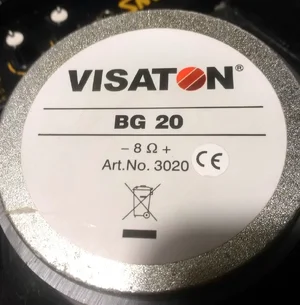 VISATON®
BG 20
– 8 Ω +
Art.No. 3020 CE